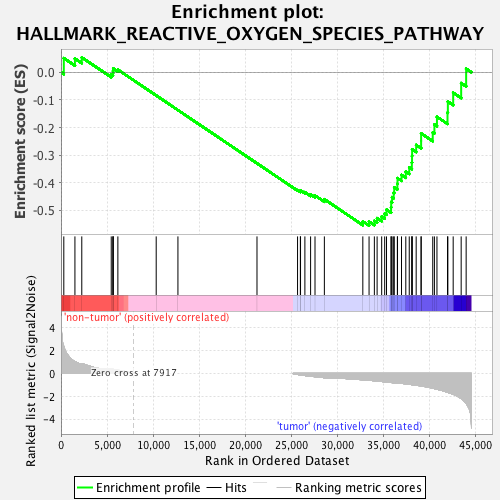 Enrichment plot:
HALLMARK_REACTIVE_OXYGEN_SPECIES_PATHWAY
Enrichment score (ES)
0.0
-0.1
-0.2
-0.3
-0.4
-0.5
'non-tumor' (positively correlated)
Ranked list metric (Signal2Noise)
4
2
0
-2
-4
Zero cross at 7917
'tumor' (negatively correlated)
0
5,000
10,000
15,000
20,000
25,000
30,000
35,000
40,000
45,000
Rank in Ordered Dataset
Enrichment profile
Hits
Ranking metric scores